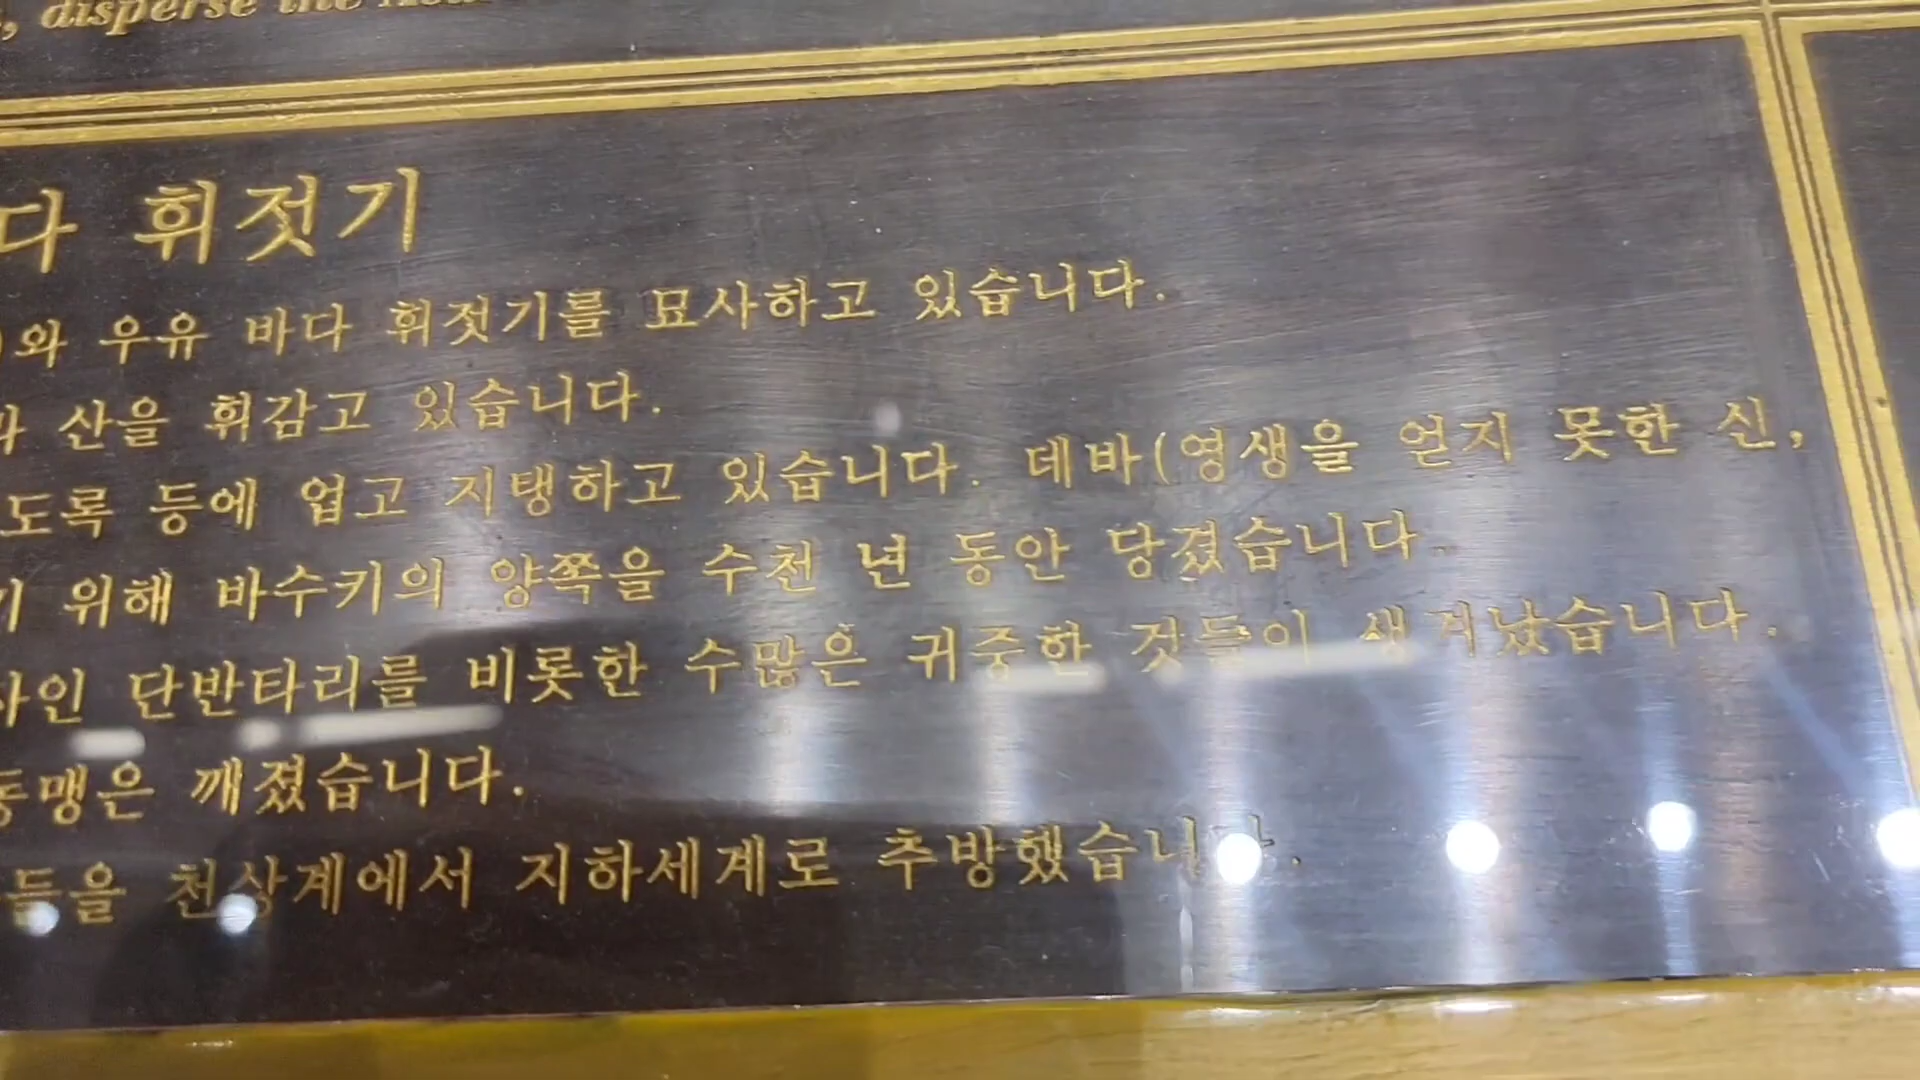 disperse the
다 휘젓기
와 우유 바다 휘젓기를 묘사하고 있습니다.
산을 휘감고 있습니다.
도록 등에 업고 지탱하고 있습니다. 데바(영생을 얻지 못한 신,
위해 바수키의 양쪽을 수천 년 동안 당겼습니다.
단반타리를 비롯한 수많은 귀중한 것들이 생겨났습니다.
동맹은 깨졌습니다.
들을 천상계에서 지하세계로 추방했습니다.